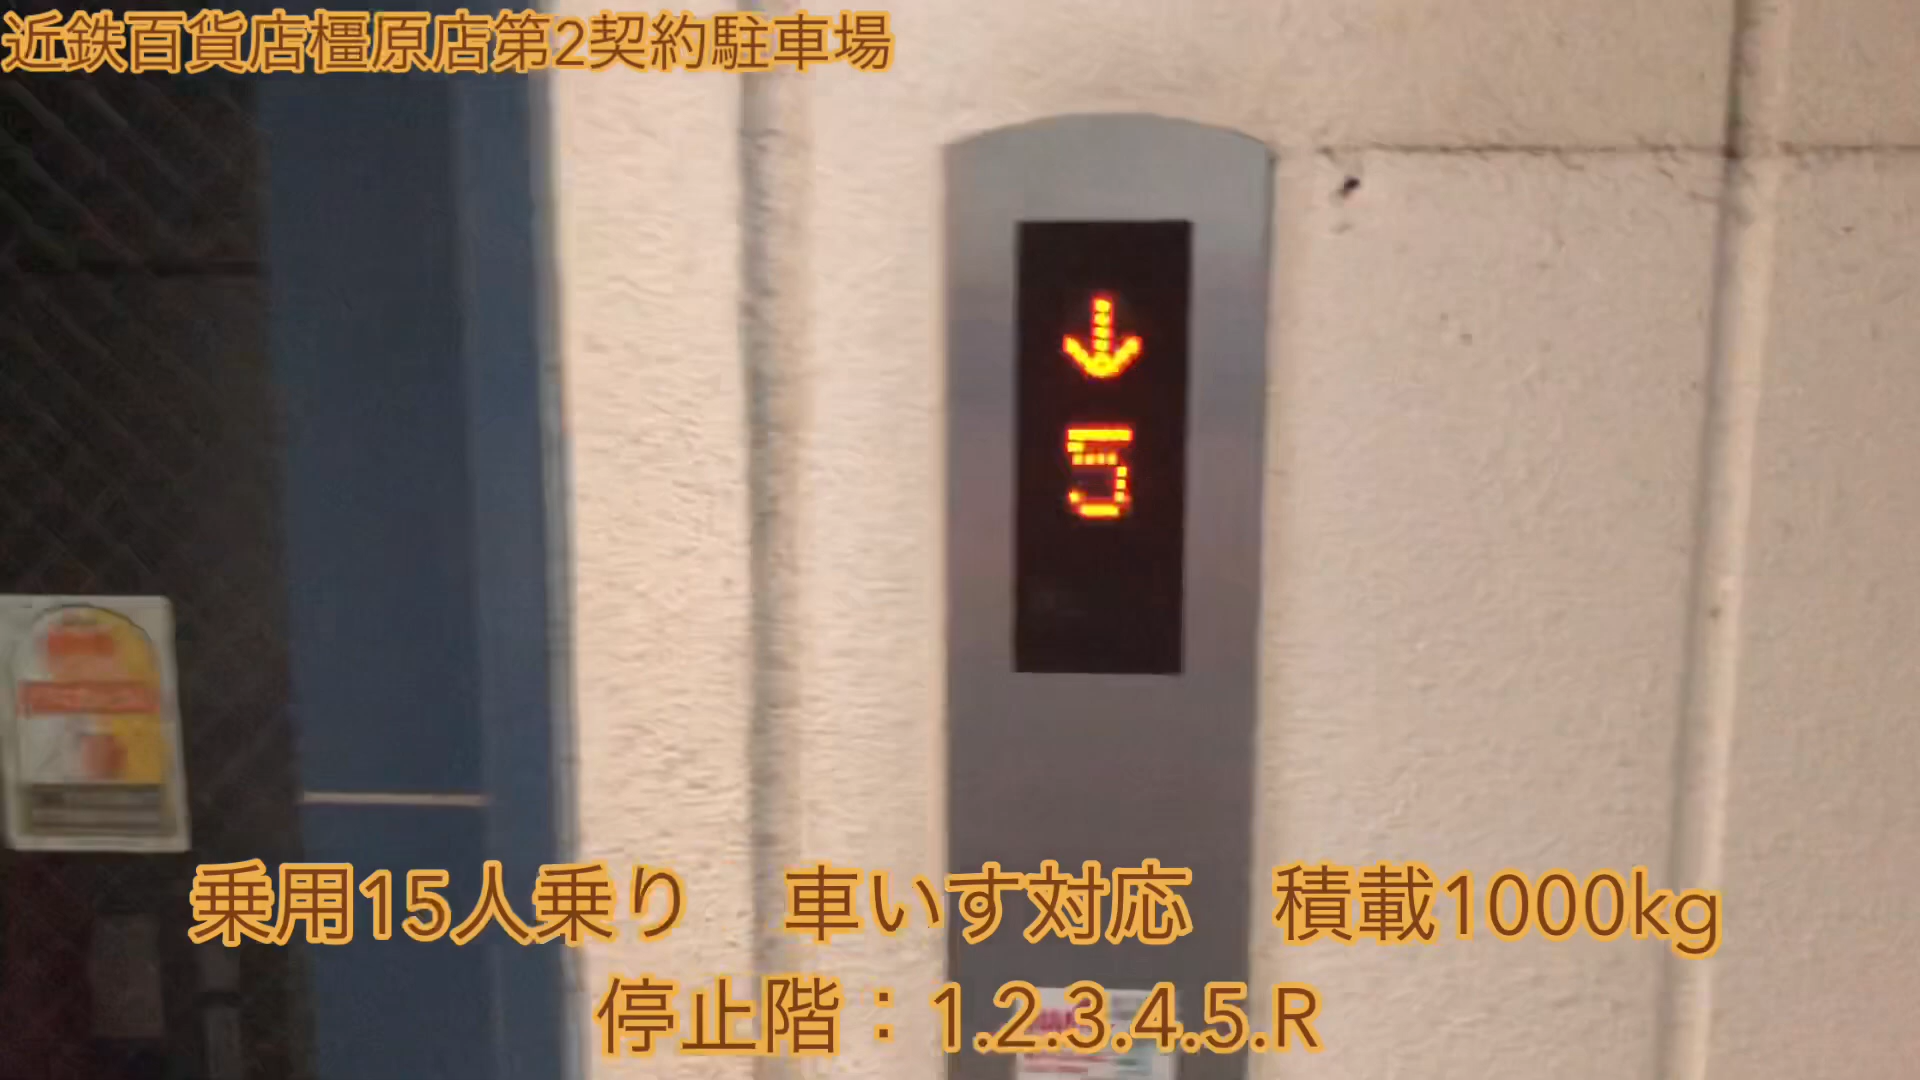 近鉄百貨店橿原店第2契約駐車場
↓
5
乗用15人乗り　車いす対応　積載1000kg
停止階：1.2.3.4.5.R